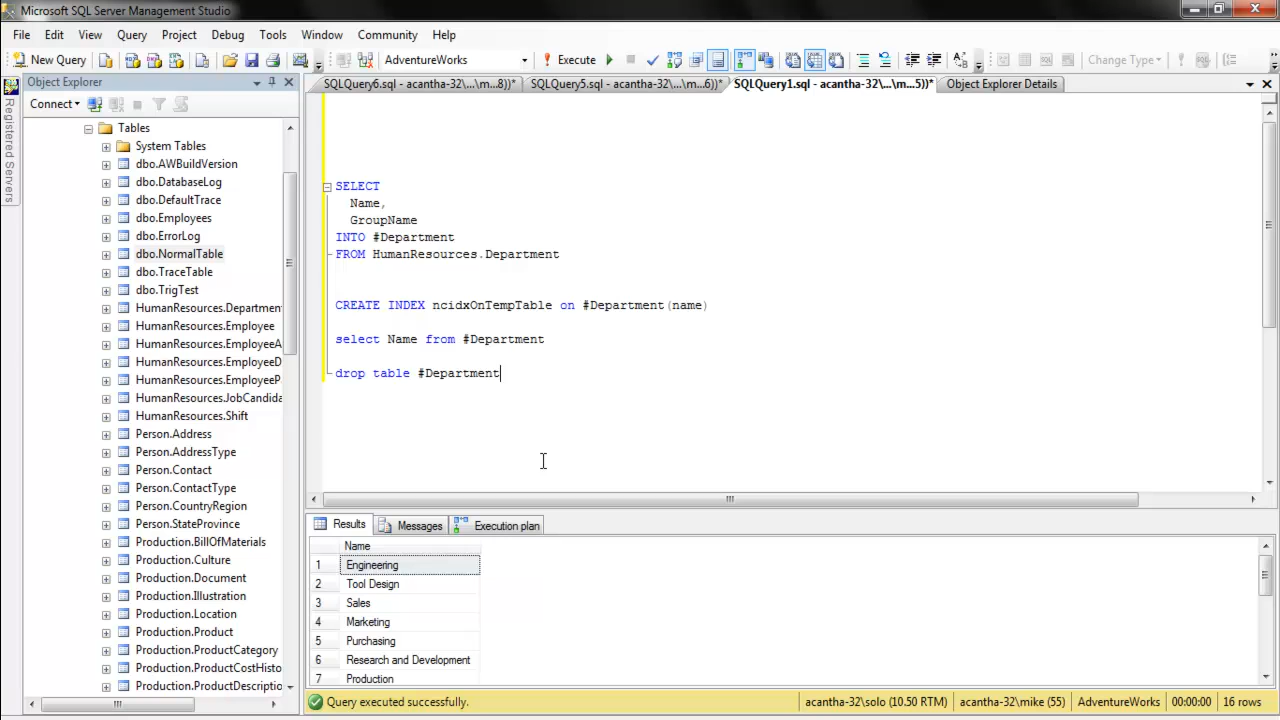 Microsoft SQL Server Management Studio
File Edit View Query Project Debug Tools Window Community Help
New Query AdventureWorks Execute Change Type
Registered Servers
Object Explorer
Connect
Tables
System Tables
dbo.AWBuildVersion
dbo.DatabaseLog
dbo.DefaultTrace
dbo.Employees
dbo.ErrorLog
dbo.NormalTable
dbo.TraceTable
dbo.TrigTest
HumanResources.Department
HumanResources.Employee
HumanResources.EmployeeA
HumanResources.EmployeeD
HumanResources.EmployeeP
HumanResources.JobCandida
HumanResources.Shift
Person.Address
Person.AddressType
Person.Contact
Person.ContactType
Person.CountryRegion
Person.StateProvince
Production.BillOfMaterials
Production.Culture
Production.Document
Production.Illustration
Production.Location
Production.Product
Production.ProductCategory
Production.ProductCostHisto
Production.ProductDescriptio
SQLQuery6.sql - acantha-32\...\m...8))* SQLQuery5.sql - acantha-32\...\m...6))* SQLQuery1.sql - acantha-32\...\m...5))* Object Explorer Details
SELECT
Name,
GroupName
INTO #Department
FROM HumanResources.Department
CREATE INDEX ncidxOnTempTable on #Department(name)
select Name from #Department
drop table #Department
Results Messages Execution plan
Name
1 Engineering
2 Tool Design
3 Sales
4 Marketing
5 Purchasing
6 Research and Development
7 Production
Query executed successfully. acantha-32\solo (10.50 RTM) acantha-32\mike (55) AdventureWorks 00:00:00 16 rows